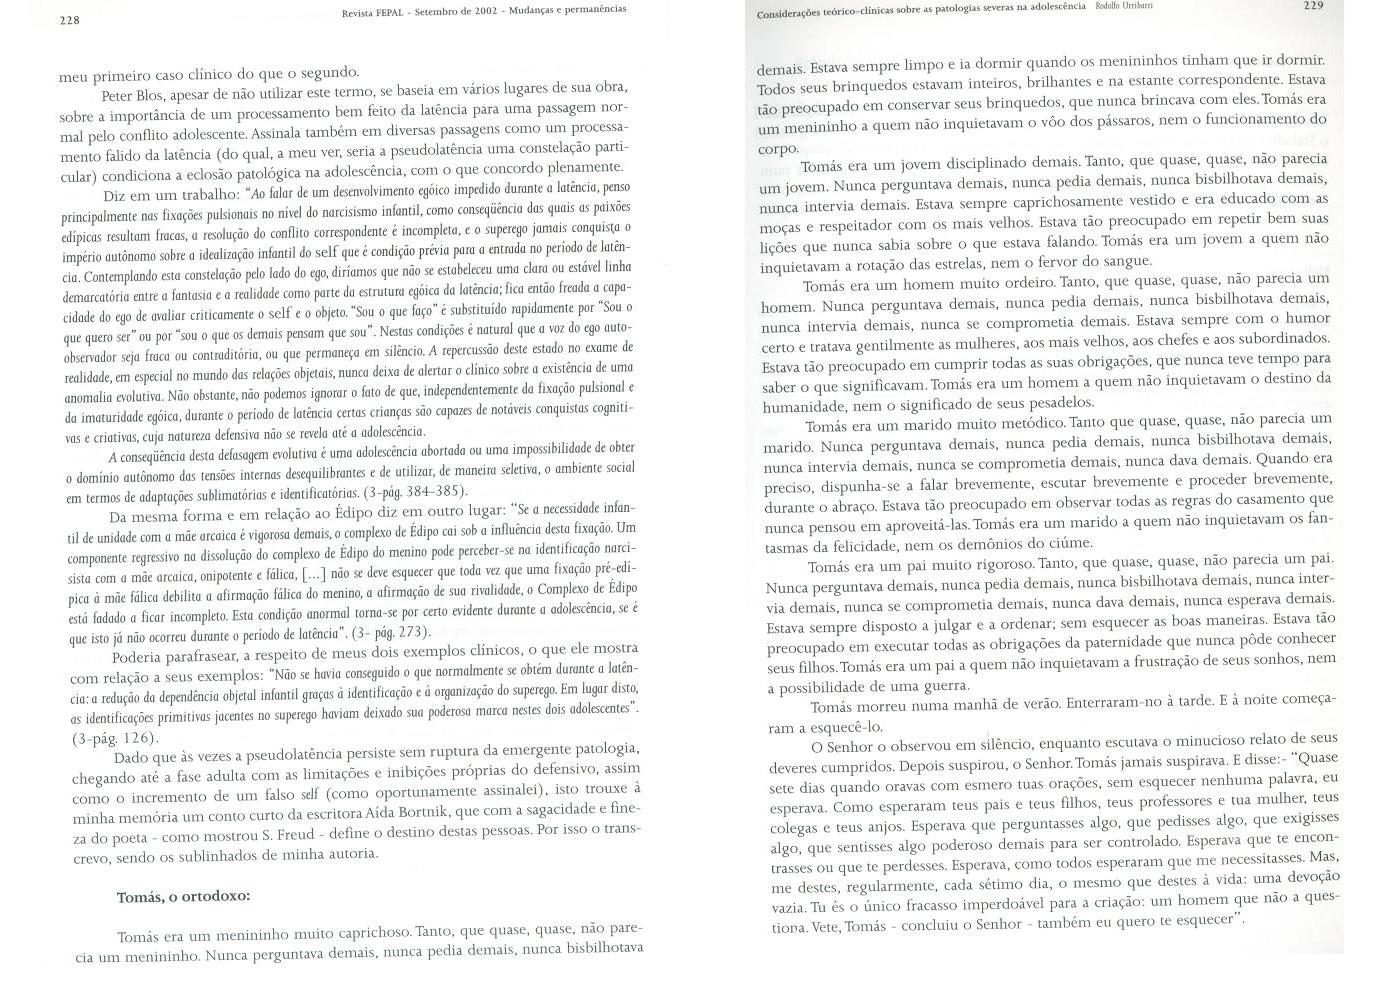 228
Revista FEPAL - Setembro de 2002 - Mudanças e permanências
meu primeiro caso clínico do que o segundo.
Peter Blos, apesar de não utilizar este termo, se baseia em vários lugares de sua obra,
sobre a importância de um processamento bem feito da latência para uma passagem nor-
mal pelo conflito adolescente. Assinala também em diversas passagens como um processa-
mento falido da latência (do qual, a meu ver, seria a pseudolatência uma constelação parti-
cular) condiciona a eclosão patológica na adolescência, com o que concordo plenamente.
Diz em um trabalho: “Ao falar de um desenvolvimento egóico impedido durante a latência, penso
principalmente nas fixações pulsionais no nível do narcisismo infantil, como conseqüência das quais as paixões
edípicas resultam fracas, a resolução do conflito correspondente é incompleta, e o superego jamais conquista o
império autônomo sobre a idealização infantil do self que é condição prévia para a entrada no período de latên-
cia. Contemplando esta constelação pelo lado do ego, diríamos que não se estabeleceu uma clara ou estável linha
demarcatória entre a fantasia e a realidade como parte da estrutura egóica da latência; fica então freada a capa-
cidade do ego de avaliar criticamente o self e o objeto. “Sou o que faço” é substituído rapidamente por “Sou o
que quero ser” ou por “sou o que os demais pensam que sou”. Nestas condições é natural que a voz do ego auto-
observador seja fraca ou contraditória, ou que permaneça em silêncio. A repercussão deste estado no exame de
realidade, em especial no mundo das relações objetais, nunca deixa de alertar o clínico sobre a existência de uma
anomalia evolutiva. Não obstante, não podemos ignorar o fato de que, independentemente da fixação pulsional e
da imaturidade egóica, durante o período de latência certas crianças são capazes de notáveis conquistas cogniti-
vas e criativas, cuja natureza defensiva não se revela até a adolescência.
A conseqüência desta defasagem evolutiva é uma adolescência abortada ou uma impossibilidade de obter
o domínio autônomo das tensões internas desequilibrantes e de utilizar, de maneira seletiva, o ambiente social
em termos de adaptações sublimatórias e identificatórias. (3-pág. 384-385).
Da mesma forma e em relação ao Édipo diz em outro lugar: “Se a necessidade infan-
til de unidade com a mãe arcaica é vigorosa demais, o complexo de Édipo cai sob a influência desta fixação. Um
componente regressivo na dissolução do complexo de Édipo do menino pode perceber-se na identificação narci-
sista com a mãe arcaica, onipotente e fálica, [...] não se deve esquecer que toda vez que uma fixação pré-edí-
pica à mãe fálica debilita a afirmação fálica do menino, a afirmação de sua rivalidade, o Complexo de Édipo
está fadado a ficar incompleto. Esta condição anormal torna-se por certo evidente durante a adolescência, se é
que isto já não ocorreu durante o período de latência”. (3- pág. 273).
Poderia parafrasear, a respeito de meus dois exemplos clínicos, o que ele mostra
com relação a seus exemplos: “Não se havia conseguido o que normalmente se obtém durante a latên-
cia: a redução da dependência objetal infantil graças à identificação e à organização do superego. Em lugar disto,
as identificações primitivas jacentes no superego haviam deixado sua poderosa marca nestes dois adolescentes”.
(3-pág. 126).
Dado que às vezes a pseudolatência persiste sem ruptura da emergente patologia,
chegando até a fase adulta com as limitações e inibições próprias do defensivo, assim
como o incremento de um falso self (como oportunamente assinalei), isto trouxe à
minha memória um conto curto da escritora Aída Bortnik, que com a sagacidade e fine-
za do poeta - como mostrou S. Freud - define o destino destas pessoas. Por isso o trans-
crevo, sendo os sublinhados de minha autoria.
Tomás, o ortodoxo:
Tomás era um menininho muito caprichoso. Tanto, que quase, quase, não pare-
cia um menininho. Nunca perguntava demais, nunca pedia demais, nunca bisbilhotava
Considerações teórico-clínicas sobre as patologias severas na adolescência Rodolfo Urribarri
229
demais. Estava sempre limpo e ia dormir quando os menininhos tinham que ir dormir.
Todos seus brinquedos estavam inteiros, brilhantes e na estante correspondente. Estava
tão preocupado em conservar seus brinquedos, que nunca brincava com eles. Tomás era
um menininho a quem não inquietavam o vôo dos pássaros, nem o funcionamento do
corpo.
Tomás era um jovem disciplinado demais. Tanto, que quase, quase, não parecia
um jovem. Nunca perguntava demais, nunca pedia demais, nunca bisbilhotava demais,
nunca intervia demais. Estava sempre caprichosamente vestido e era educado com as
moças e respeitador com os mais velhos. Estava tão preocupado em repetir bem suas
lições que nunca sabia sobre o que estava falando. Tomás era um jovem a quem não
inquietavam a rotação das estrelas, nem o fervor do sangue.
Tomás era um homem muito ordeiro. Tanto, que quase, quase, não parecia um
homem. Nunca perguntava demais, nunca pedia demais, nunca bisbilhotava demais,
nunca intervia demais, nunca se comprometia demais. Estava sempre com o humor
certo e tratava gentilmente as mulheres, aos mais velhos, aos chefes e aos subordinados.
Estava tão preocupado em cumprir todas as suas obrigações, que nunca teve tempo para
saber o que significavam. Tomás era um homem a quem não inquietavam o destino da
humanidade, nem o significado de seus pesadelos.
Tomás era um marido muito metódico. Tanto que quase, quase, não parecia um
marido. Nunca perguntava demais, nunca pedia demais, nunca bisbilhotava demais,
nunca intervia demais, nunca se comprometia demais, nunca dava demais. Quando era
preciso, dispunha-se a falar brevemente, escutar brevemente e proceder brevemente,
durante o abraço. Estava tão preocupado em observar todas as regras do casamento que
nunca pensou em aproveitá-las. Tomás era um marido a quem não inquietavam os fan-
tasmas da felicidade, nem os demônios do ciúme.
Tomás era um pai muito rigoroso. Tanto, que quase, quase, não parecia um pai.
Nunca perguntava demais, nunca pedia demais, nunca bisbilhotava demais, nunca inter-
via demais, nunca se comprometia demais, nunca dava demais, nunca esperava demais.
Estava sempre disposto a julgar e a ordenar; sem esquecer as boas maneiras. Estava tão
preocupado em executar todas as obrigações da paternidade que nunca pôde conhecer
seus filhos. Tomás era um pai a quem não inquietavam a frustração de seus sonhos, nem
a possibilidade de uma guerra.
Tomás morreu numa manhã de verão. Enterraram-no à tarde. E à noite começa-
ram a esquecê-lo.
O Senhor o observou em silêncio, enquanto escutava o minucioso relato de seus
deveres cumpridos. Depois suspirou, o Senhor. Tomás jamais suspirava. E disse:- “Quase
sete dias quando oravas com esmero tuas orações, sem esquecer nenhuma palavra, eu
esperava. Como esperaram teus pais e teus filhos, teus professores e tua mulher, teus
colegas e teus anjos. Esperava que perguntasses algo, que pedisses algo, que exigisses
algo, que sentisses algo poderoso demais para ser controlado. Esperava que te encon-
trasses ou que te perdesses. Esperava, como todos esperaram que me necessitasses. Mas,
me destes, regularmente, cada sétimo dia, o mesmo que destes à vida: uma devoção
vazia. Tu és o único fracasso imperdoável para a criação: um homem que não a ques-
tiona. Vete, Tomás - concluiu o Senhor - também eu quero te esquecer”.